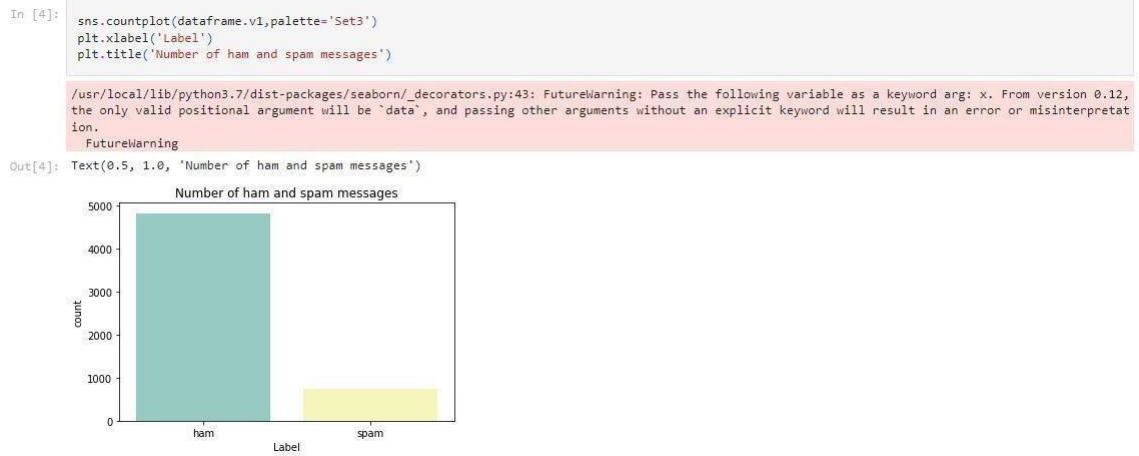 In [4]:
sns.countplot(dataframe.v1,palette='Set3')
plt.xlabel('Label')
plt.title('Number of ham and spam messages')
/usr/local/lib/python3.7/dist-packages/seaborn/_decorators.py:43: FutureWarning: Pass the following variable as a keyword arg: x. From version 0.12,
the only valid positional argument will be `data`, and passing other arguments without an explicit keyword will result in an error or misinterpretat
ion.
FutureWarning
Out[4]: Text(0.5, 1.0, 'Number of ham and spam messages')
Number of ham and spam messages
5000
4000
3000
2000
1000
0
count
ham spam
Label